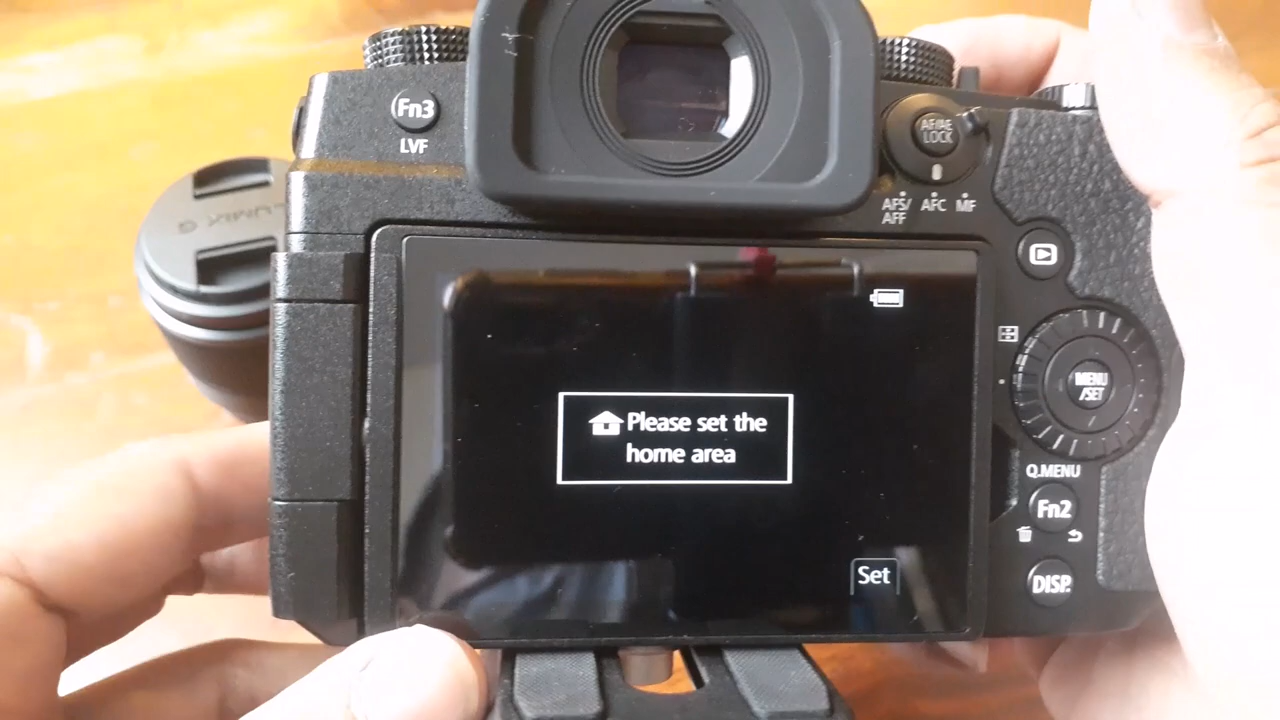 Fn3
LVF
AF/AE
LOCK
AFS/
AFF
AFC
MF
LUMIX G
Please set the
home area
MENU
/SET
Q.MENU
Fn2
Set
DISP.